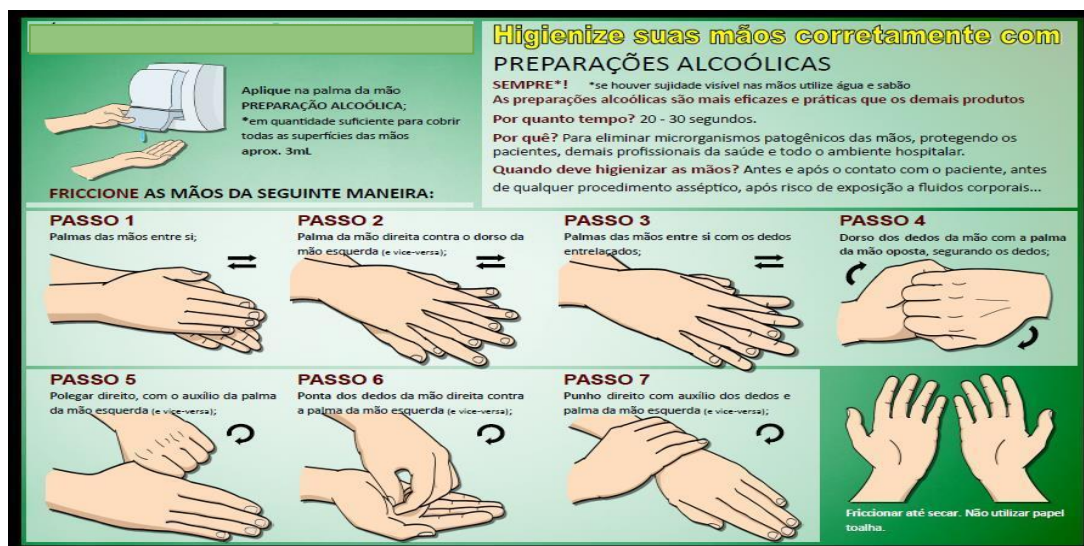 Aplique na palma da mão
PREPARAÇÃO ALCOÓLICA;
*em quantidade suficiente para cobrir
todas as superfícies das mãos
aprox. 3mL
FRICCIONE AS MÃOS DA SEGUINTE MANEIRA:
Higienize suas mãos corretamente com
PREPARAÇÕES ALCOÓLICAS
SEMPRE*! *se houver sujidade visível nas mãos utilize água e sabão
As preparações alcoólicas são mais eficazes e práticas que os demais produtos
Por quanto tempo? 20 - 30 segundos.
Por quê? Para eliminar microrganismos patogênicos das mãos, protegendo os
pacientes, demais profissionais da saúde e todo o ambiente hospitalar.
Quando deve higienizar as mãos? Antes e após o contato com o paciente, antes
de qualquer procedimento asséptico, após risco de exposição a fluidos corporais...
PASSO 1
Palmas das mãos entre si;
PASSO 2
Palma da mão direita contra o dorso da
mão esquerda (e vice-versa);
PASSO 3
Palmas das mãos entre si com os dedos
entrelaçados;
PASSO 4
Dorso dos dedos da mão com a palma
da mão oposta, segurando os dedos;
PASSO 5
Polegar direito, com o auxílio da palma
da mão esquerda (e vice-versa);
PASSO 6
Ponta dos dedos da mão direita contra
a palma da mão esquerda (e vice-versa);
PASSO 7
Punho direito com auxílio dos dedos e
palma da mão esquerda (e vice-versa);
Friccionar até secar. Não utilizar papel
toalha.